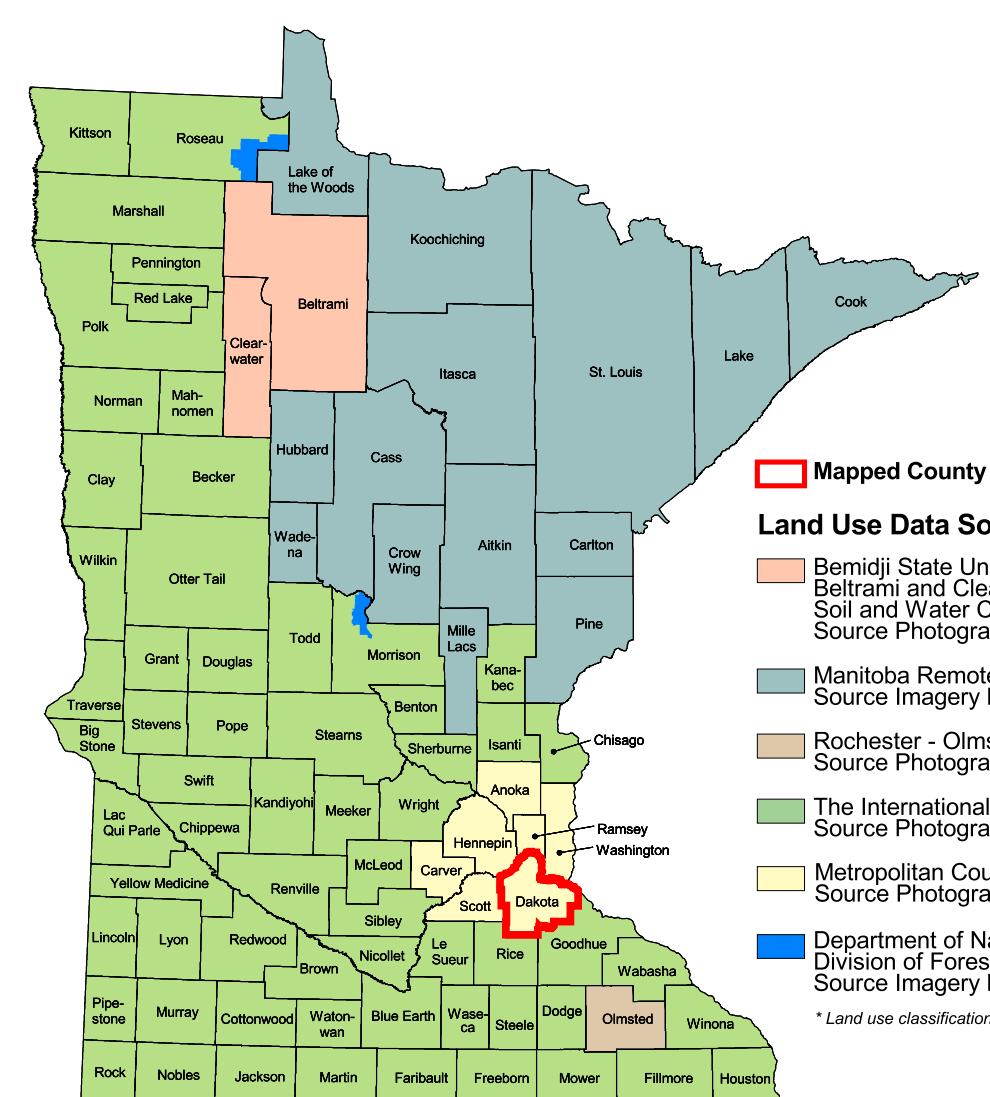 Kittson
Roseau
Lake of
the Woods
Marshall
Koochiching
Pennington
Red Lake
Beltrami
Cook
Polk
Clear-
water
Lake
St. Louis
Itasca
Norman
Mah-
nomen
Hubbard
Cass
Clay
Becker
Wade-
na
Crow
Wing
Aitkin
Carlton
Wilkin
Otter Tail
Pine
Todd
Mille
Lacs
Morrison
Grant
Douglas
Kana-
bec
Traverse
Benton
Stevens
Pope
Stearns
Big
Stone
Sherburne
Isanti
Chisago
Swift
Anoka
Kandiyohi
Meeker
Wright
Lac
Qui Parle
Chippewa
Ramsey
Hennepin
Washington
McLeod
Carver
Yellow Medicine
Renville
Scott
Dakota
Sibley
Lincoln
Lyon
Redwood
Nicollet
Le
Sueur
Rice
Goodhue
Brown
Wabasha
Pipe-
stone
Murray
Cottonwood
Waton-
wan
Blue Earth
Wase-
ca
Steele
Dodge
Olmsted
Winona
Rock
Nobles
Jackson
Martin
Faribault
Freeborn
Mower
Fillmore
Houston
Mapped County
Land Use Data So
Bemidji State Un
Beltrami and Clea
Soil and Water C
Source Photogra
Manitoba Remote
Source Imagery
Rochester - Olms
Source Photogra
The International
Source Photogra
Metropolitan Cou
Source Photogra
Department of Na
Division of Fores
Source Imagery
* Land use classification